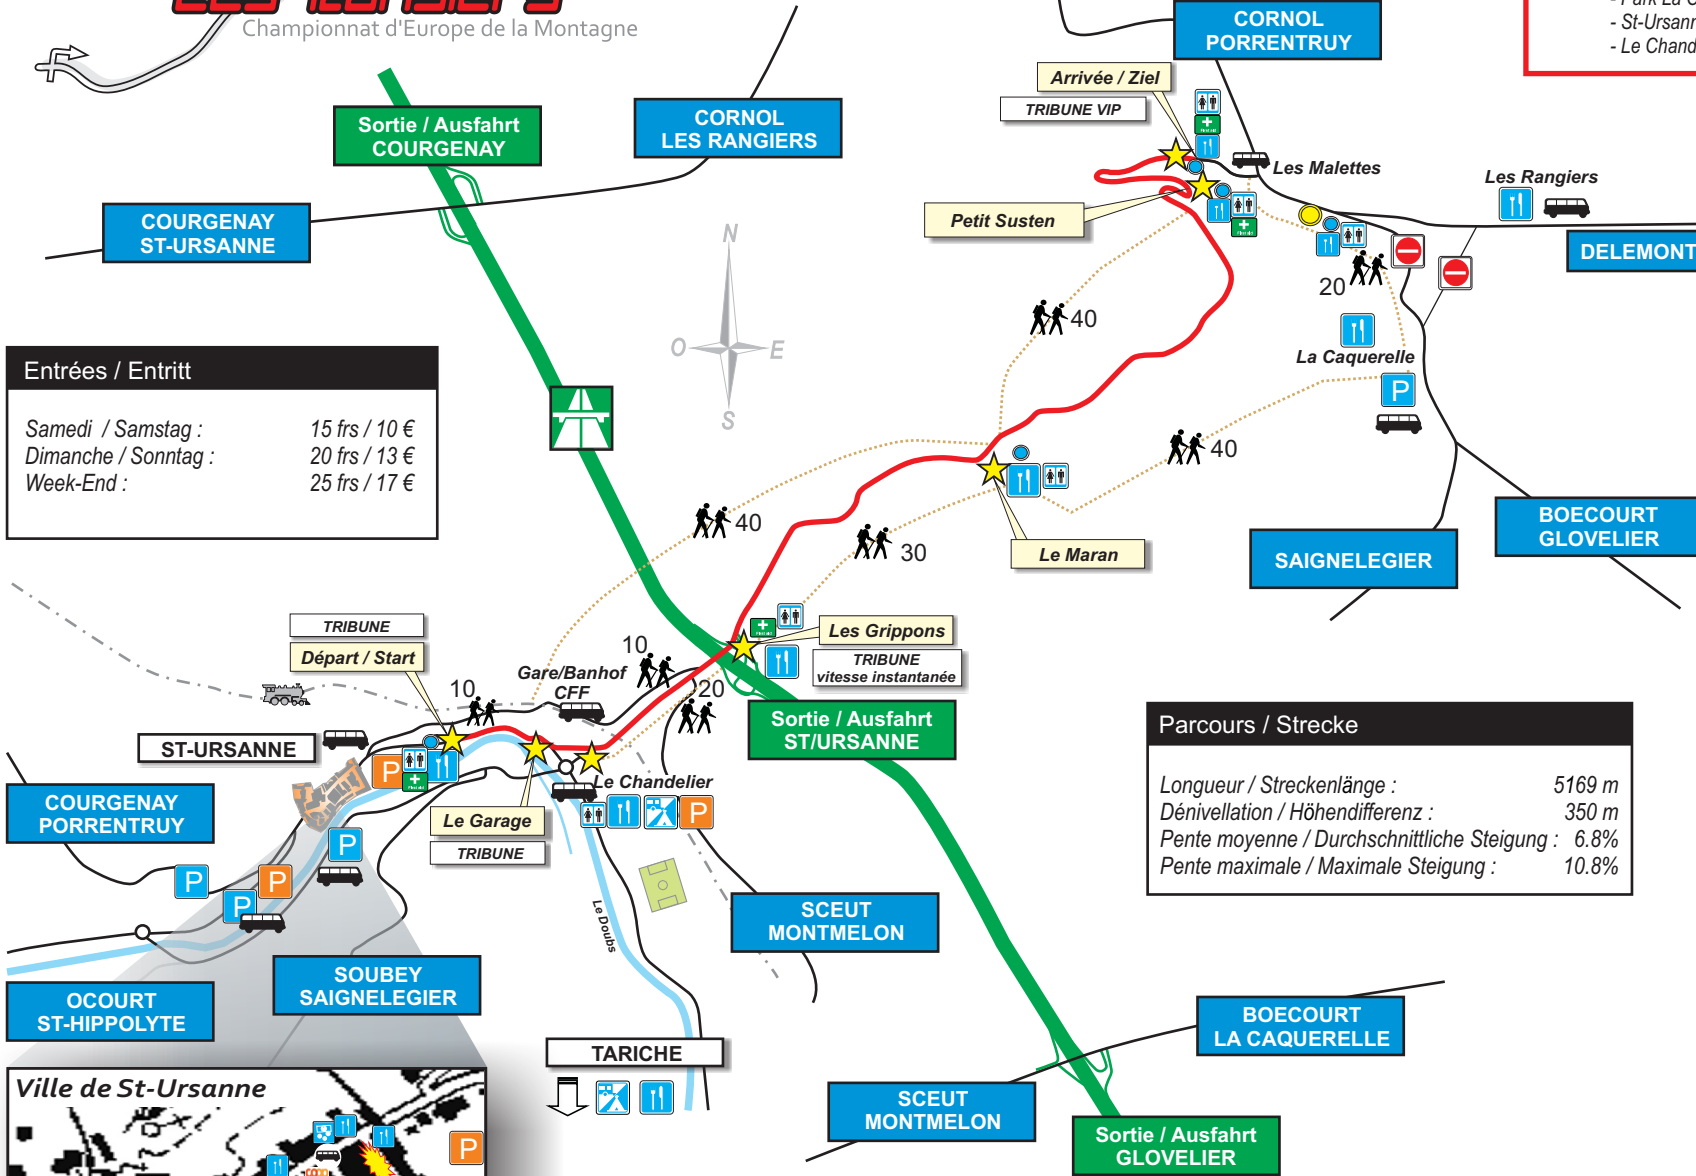 Championnat d'Europe de la Montagne
CORNOL
PORRENTRUY
- St-Ursann
- Le Chand
Arrivée / Ziel
TRIBUNE VIP
Sortie / Ausfahrt
COURGENAY
CORNOL
LES RANGIERS
Les Malettes
Les Rangiers
COURGENAY
ST-URSANNE
Petit Susten
DELEMONT
N
O
E
S
20
40
La Caquerelle
P
Entrées / Entritt
Samedi / Samstag : 15 frs / 10 €
Dimanche / Sonntag : 20 frs / 13 €
Week-End : 25 frs / 17 €
40
40
30
Le Maran
BOECOURT
GLOVELIER
SAIGNELEGIER
TRIBUNE
Départ / Start
Les Grippons
TRIBUNE
vitesse instantanée
10
Gare/Banhof
CFF
10
20
ST-URSANNE
Sortie / Ausfahrt
ST/URSANNE
P
Le Chandelier
P
COURGENAY
PORRENTRUY
Le Garage
TRIBUNE
P
P
P
P
Le Doubs
Parcours / Strecke
Longueur / Streckenlänge : 5169 m
Dénivellation / Höhendifferenz : 350 m
Pente moyenne / Durchschnittliche Steigung : 6.8%
Pente maximale / Maximale Steigung : 10.8%
SCEUT
MONTMELON
SOUBEY
SAIGNELEGIER
OCOURT
ST-HIPPOLYTE
BOECOURT
LA CAQUERELLE
TARICHE
Ville de St-Ursanne
P
SCEUT
MONTMELON
Sortie / Ausfahrt
GLOVELIER